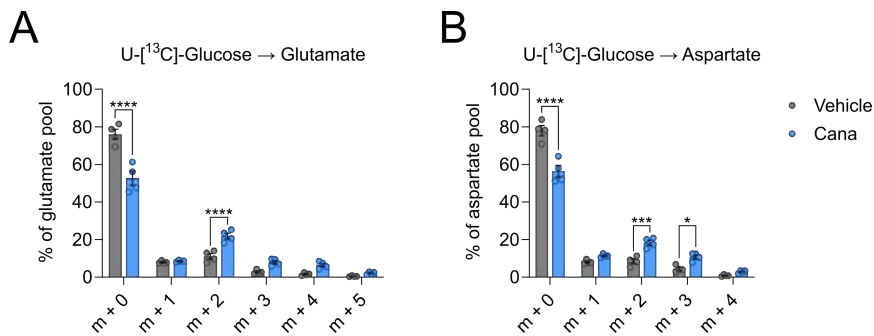 A
U-[¹³C]-Glucose → Glutamate
% of glutamate pool
100
80
60
40
20
0
****
****
m + 0
m + 1
m + 2
m + 3
m + 4
m + 5
B
U-[¹³C]-Glucose → Aspartate
% of aspartate pool
100
80
60
40
20
0
****
***
*
m + 0
m + 1
m + 2
m + 3
m + 4
Vehicle
Cana